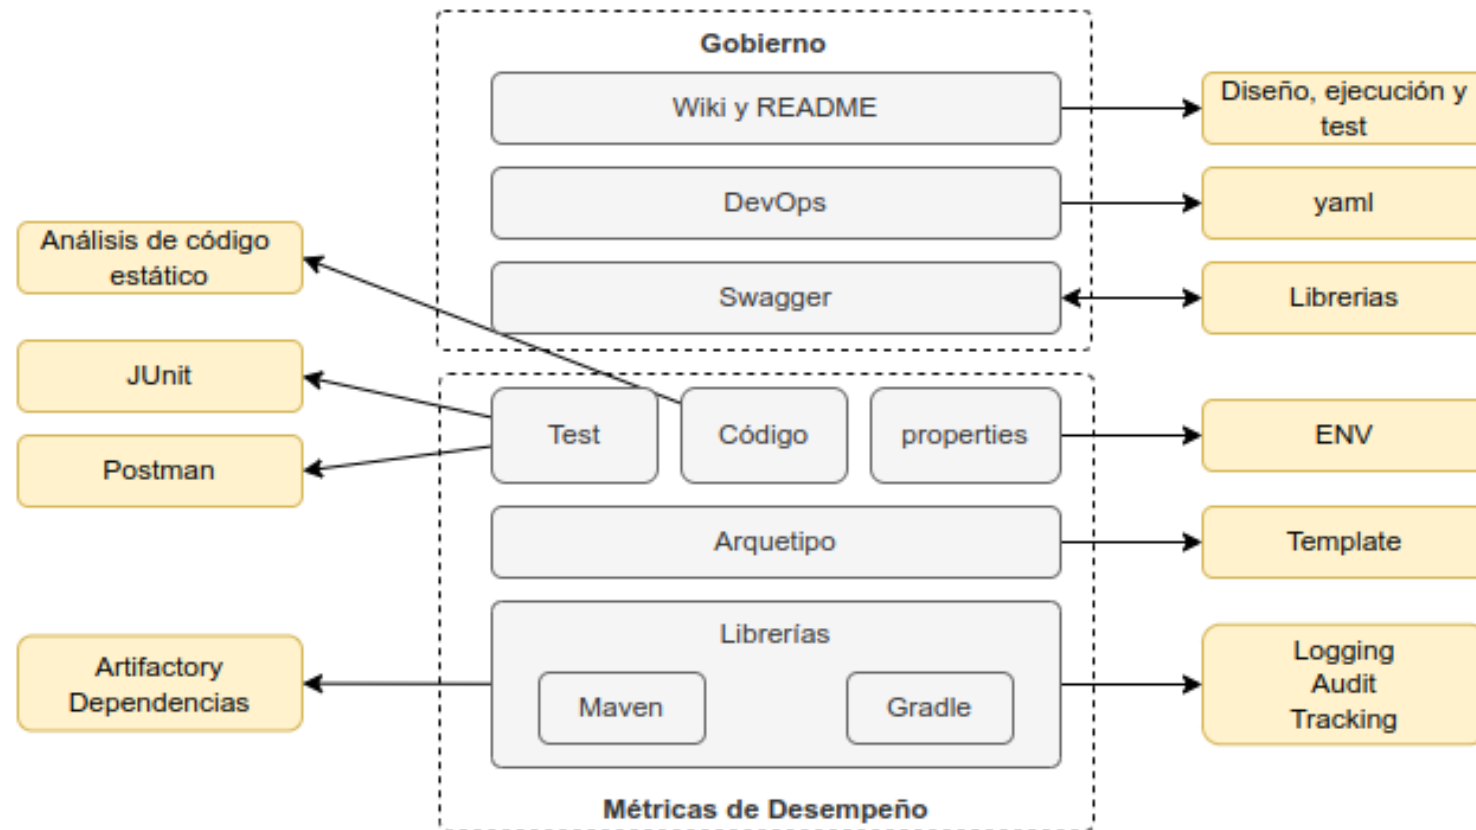 Gobierno
Wiki y README
Diseño, ejecución y
test
DevOps
yaml
Análisis de código
estático
Swagger
Librerias
JUnit
Test
Código
properties
ENV
Postman
Arquetipo
Template
Librerías
Artifactory
Dependencias
Maven
Gradle
Logging
Audit
Tracking
Métricas de Desempeño